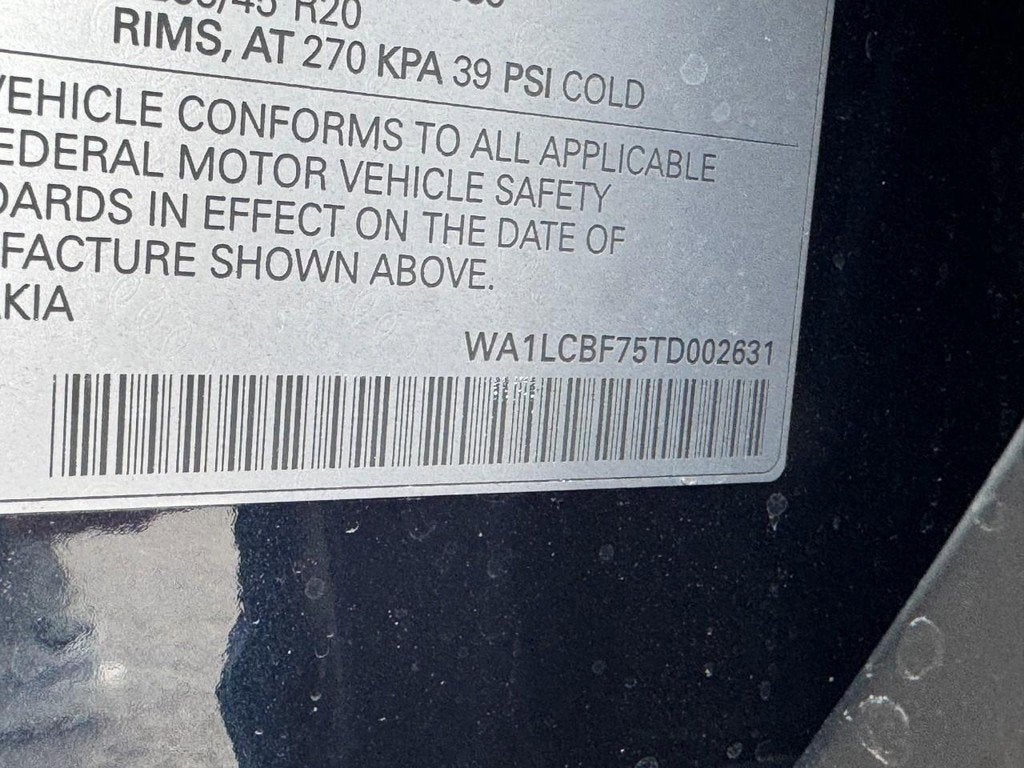 R20
RIMS, AT 270 KPA 39 PSI COLD
VEHICLE CONFORMS TO ALL APPLICABLE
EDERAL MOTOR VEHICLE SAFETY
DARDS IN EFFECT ON THE DATE OF
FACTURE SHOWN ABOVE.
KIA
WA1LCBF75TD002631